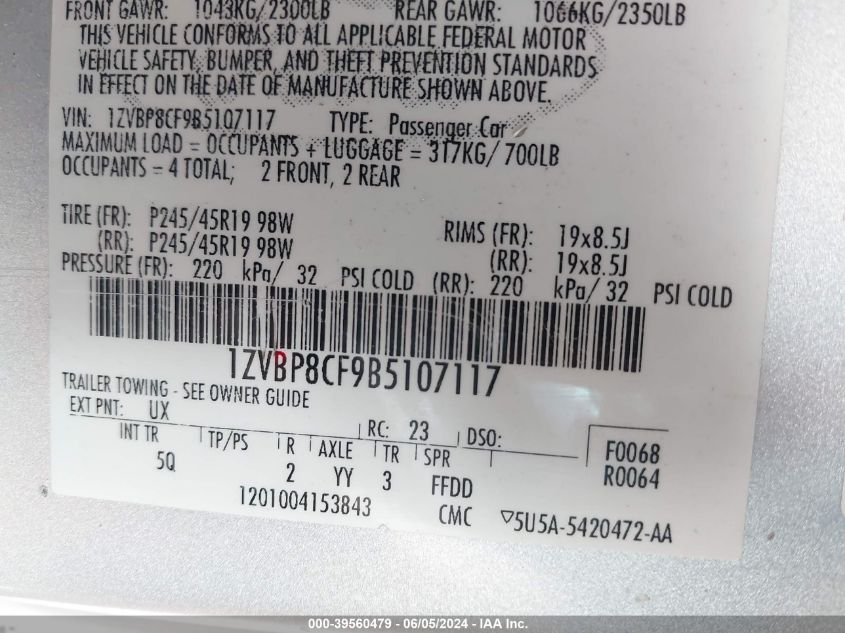 FRONT GAWR: 1043KG/2300LB REAR GAWR: 1066KG/2350LB
THIS VEHICLE CONFORMS TO ALL APPLICABLE FEDERAL MOTOR
VEHICLE SAFETY, BUMPER, AND THEFT PREVENTION STANDARDS
IN EFFECT ON THE DATE OF MANUFACTURE SHOWN ABOVE.
VIN: 1ZVBP8CF9B5107117 TYPE: Passenger Car
MAXIMUM LOAD = OCCUPANTS + LUGGAGE = 317KG/ 700LB
OCCUPANTS = 4 TOTAL; 2 FRONT, 2 REAR
TIRE (FR): P245/45R19 98W RIMS (FR): 19x8.5J
(RR): P245/45R19 98W (RR): 19x8.5J
PRESSURE (FR): 220 kPa/ 32 PSI COLD (RR): 220 kPa/ 32 PSI COLD
1ZVBP8CF9B5107117
TRAILER TOWING - SEE OWNER GUIDE
EXT PNT: UX RC: 23 DSO:
INT TR TP/PS R AXLE TR SPR F0068
5Q 2 YY 3 FFDD R0064
1201004153843 CMC ▽5U5A-5420472-AA
000-39560479 - 06/05/2024 - IAA Inc.